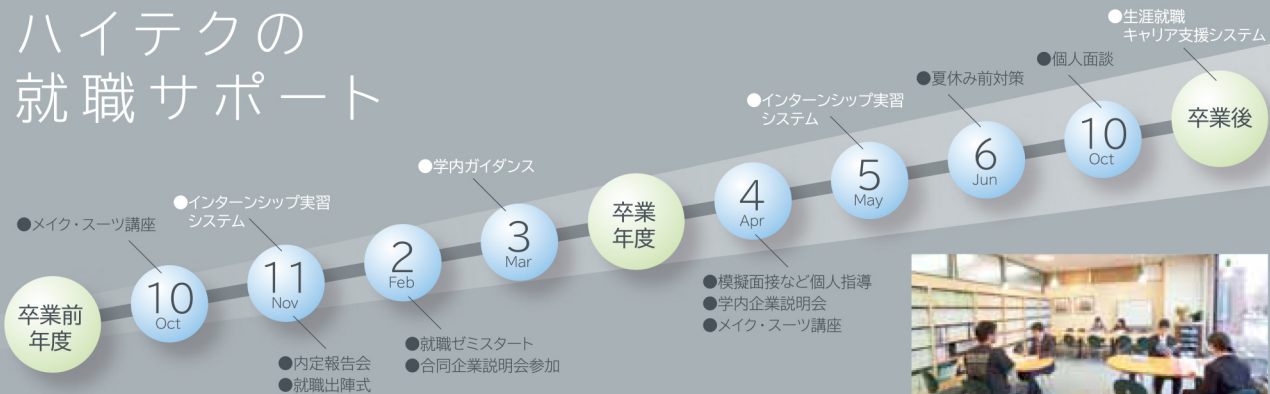 ハイテクの
就職サポート
卒業前
年度
●メイク・スーツ講座
10
Oct
●インターンシップ実習
システム
11
Nov
●内定報告会
●就職出陣式
2
Feb
●就職ゼミスタート
●合同企業説明会参加
●学内ガイダンス
3
Mar
卒業
年度
4
Apr
●模擬面接など個人指導
●学内企業説明会
●メイク・スーツ講座
●インターンシップ実習
システム
5
May
●夏休み前対策
6
Jun
●個人面談
10
Oct
●生涯就職
キャリア支援システム
卒業後